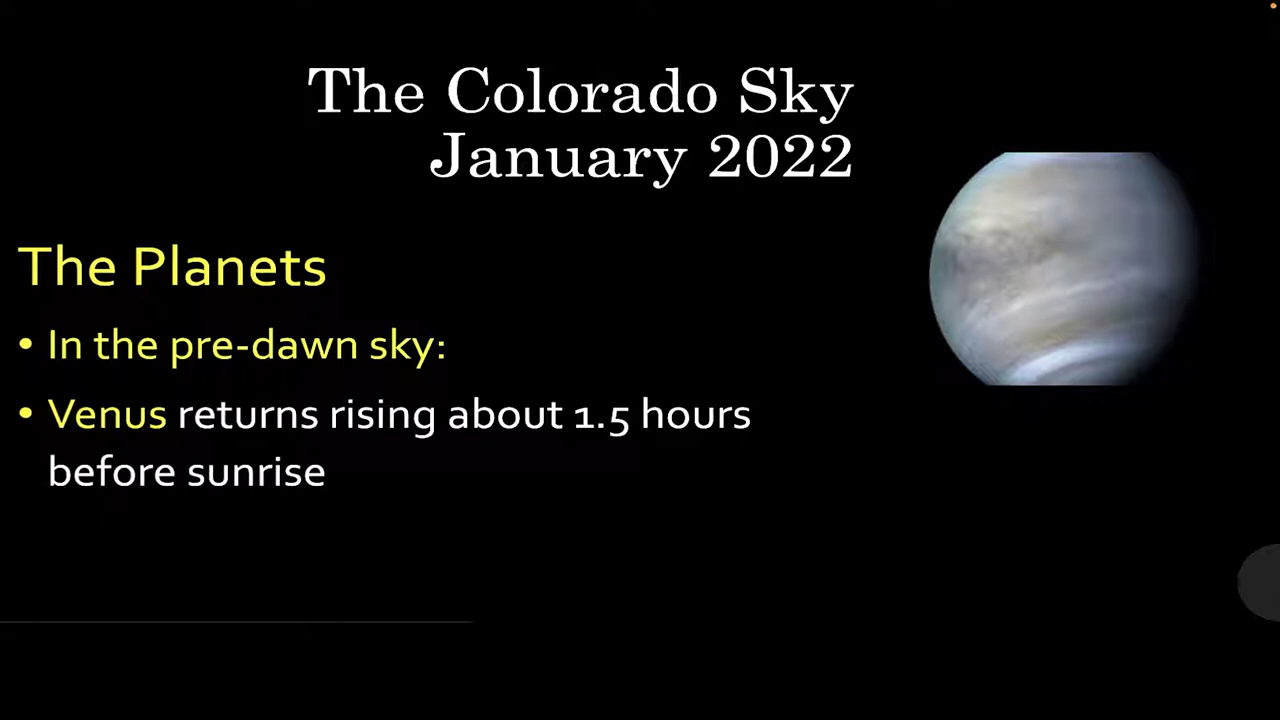 The Colorado Sky
January 2022
The Planets
• In the pre-dawn sky:
• Venus returns rising about 1.5 hours
before sunrise